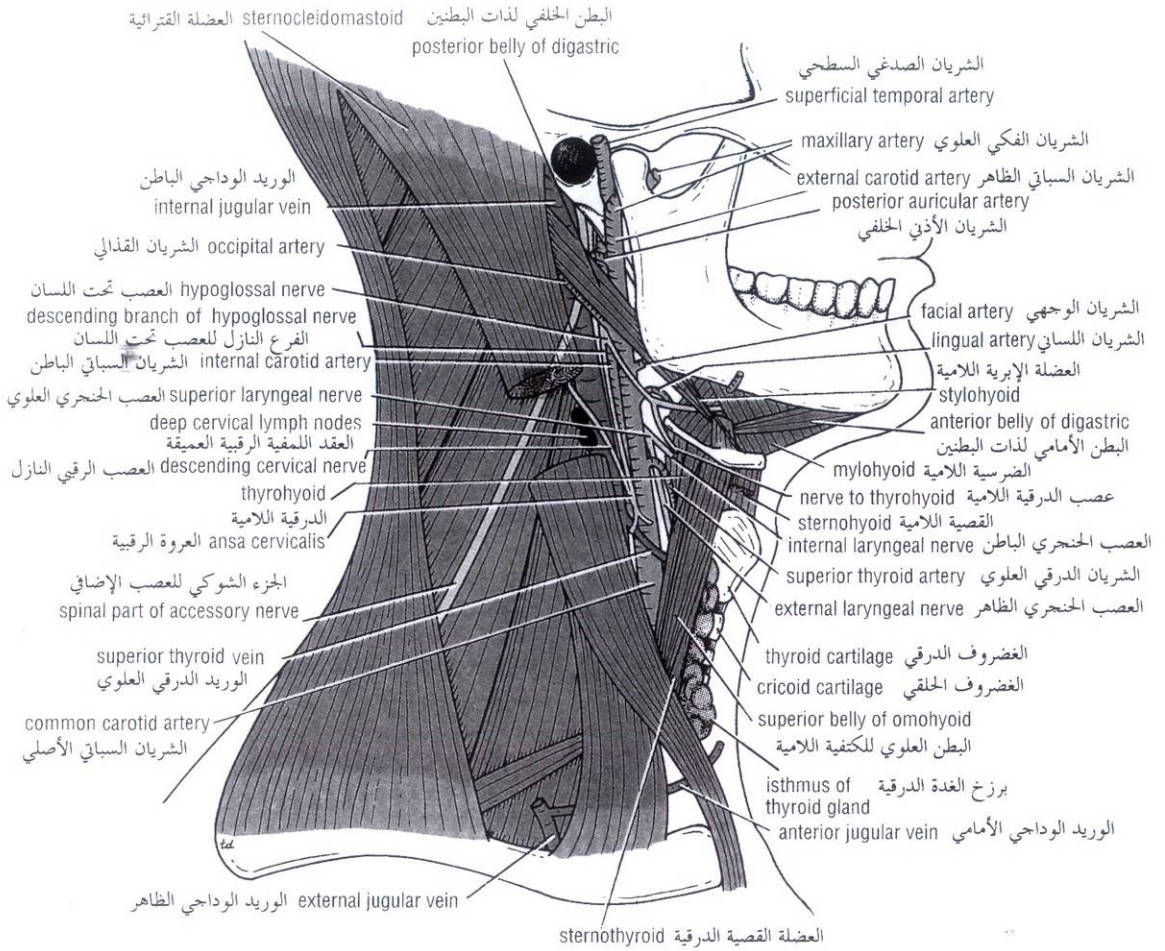 العضلة القترائية sternocleidomastoid
البطن الخلفي لذات البطنين
posterior belly of digastric
الشريان الصدغي السطحي
superficial temporal artery
maxillary artery الشريان الفكي العلوي
external carotid artery الشريان السباتي الظاهر
posterior auricular artery
الشريان الأذني الخلفي
الوريد الوداجي الباطن
internal jugular vein
الشريان القذالي occipital artery
العصب تحت اللسان hypoglossal nerve
descending branch of hypoglossal nerve
الفرع النازل للعصب تحت اللسان
الشريان السباتي الباطن internal carotid artery
العصب الحنجري العلوي superior laryngeal nerve
deep cervical lymph nodes
العقد اللمفية الرقبية العميقة
العصب الرقبي النازل descending cervical nerve
thyrohyoid
الدرقية اللامية
العروة الرقبية ansa cervicalis
الجزء الشوكي للعصب الإضافي
spinal part of accessory nerve
superior thyroid vein
الوريد الدرقي العلوي
common carotid artery
الشريان السباتي الأصلي
facial artery الشريان الوجهي
lingual artery الشريان اللساني
العضلة الإبرية اللامية
stylohyoid
anterior belly of digastric
البطن الأمامي لذات البطنين
mylohyoid الضرسية اللامية
nerve to thyrohyoid عصب الدرقية اللامية
sternohyoid القصية اللامية
internal laryngeal nerve العصب الحنجري الباطن
superior thyroid artery الشريان الدرقي العلوي
external laryngeal nerve العصب الحنجري الظاهر
thyroid cartilage الغضروف الدرقي
cricoid cartilage الغضروف الحلقي
superior belly of omohyoid
البطن العلوي للكتفية اللامية
isthmus of برزخ الغدة الدرقية
thyroid gland
anterior jugular vein الوريد الوداجي الأمامي
td
الوريد الوداجي الظاهر external jugular vein
sternothyroid العضلة القصية الدرقية